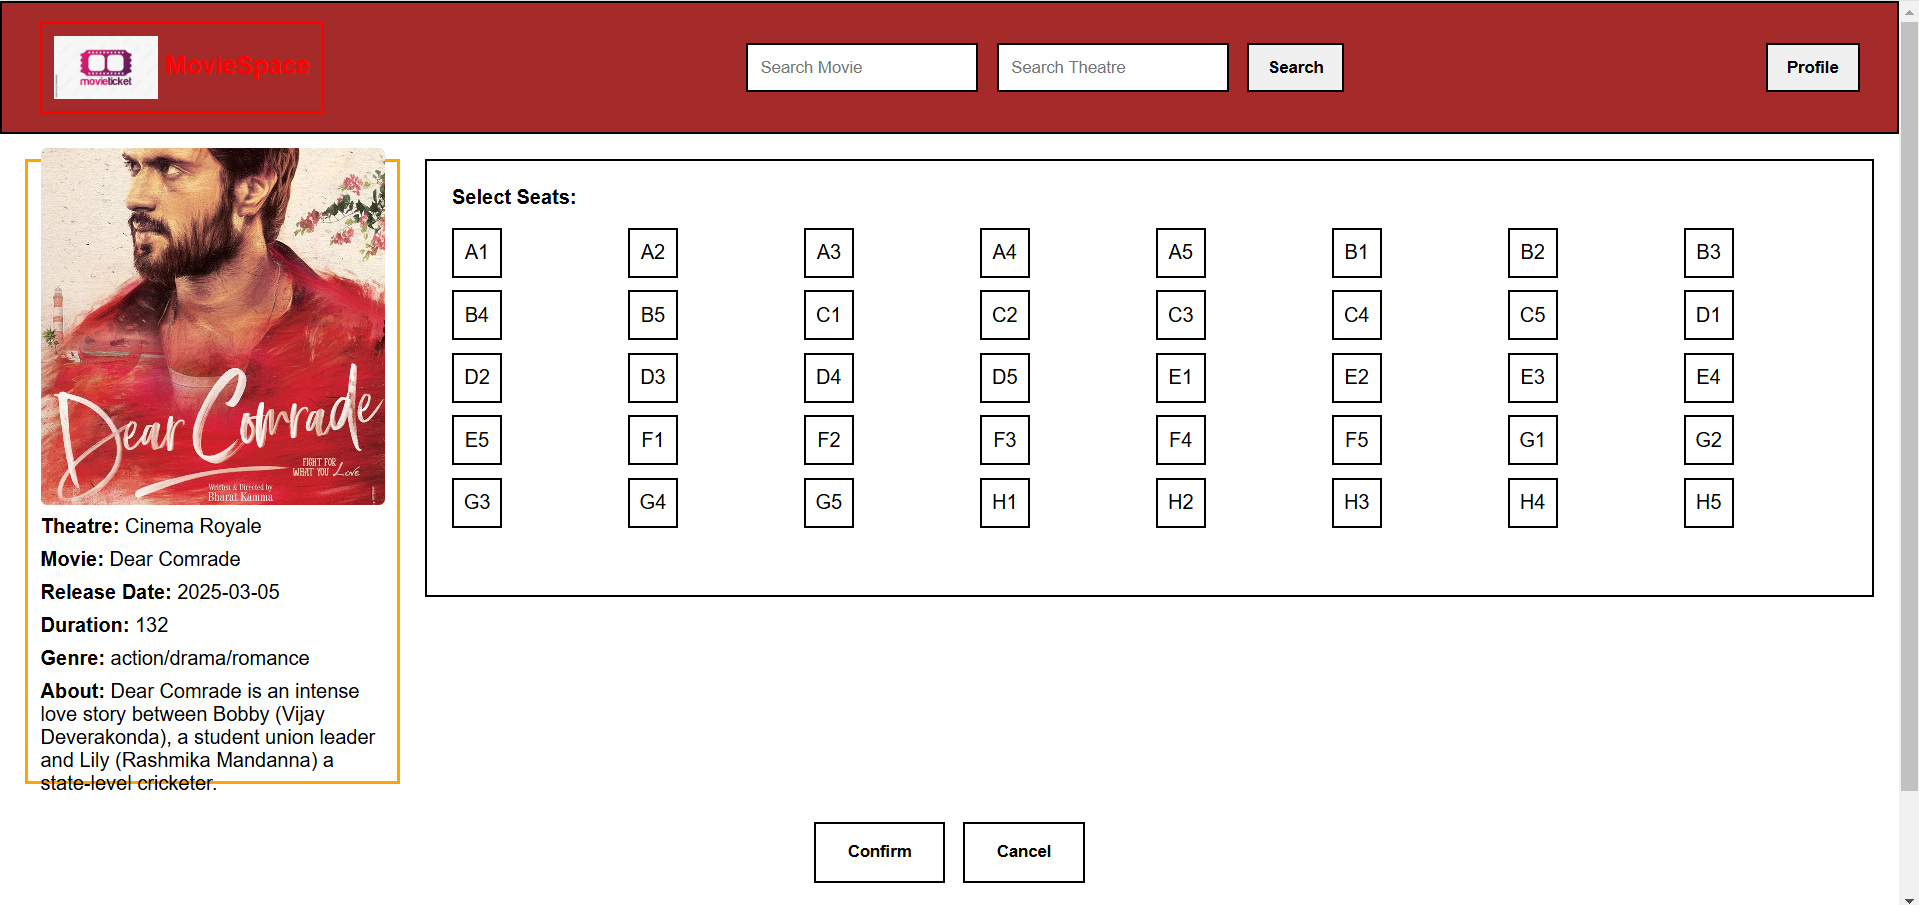 movieticket
MovieSpace
Search Movie
Search Theatre
Search
Profile
Dear Comrade
FIGHT FOR
WHAT YOU Love
Written & Directed by
Bharat Kamma
Theatre: Cinema Royale
Movie: Dear Comrade
Release Date: 2025-03-05
Duration: 132
Genre: action/drama/romance
About: Dear Comrade is an intense
love story between Bobby (Vijay
Deverakonda), a student union leader
and Lily (Rashmika Mandanna) a
state-level cricketer.
Select Seats:
A1 A2 A3 A4 A5 B1 B2 B3
B4 B5 C1 C2 C3 C4 C5 D1
D2 D3 D4 D5 E1 E2 E3 E4
E5 F1 F2 F3 F4 F5 G1 G2
G3 G4 G5 H1 H2 H3 H4 H5
Confirm
Cancel